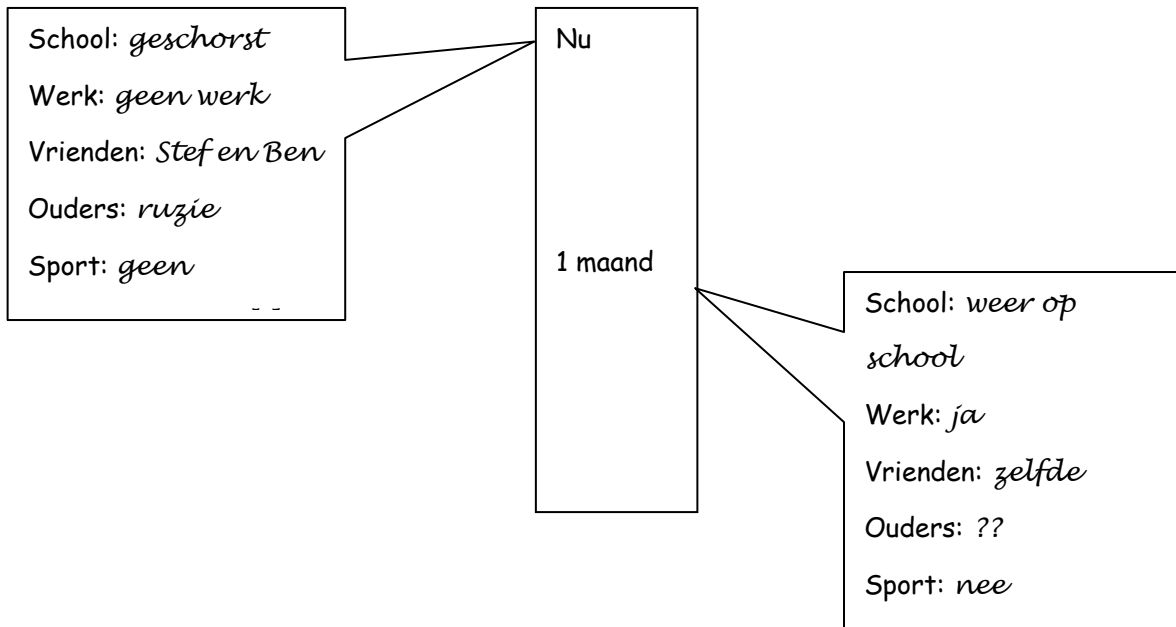 School: geschorst
Werk: geen werk
Vrienden: Stef en Ben
Ouders: ruzie
Sport: geen
Nu
1 maand
School: weer op
school
Werk: ja
Vrienden: zelfde
Ouders: ??
Sport: nee